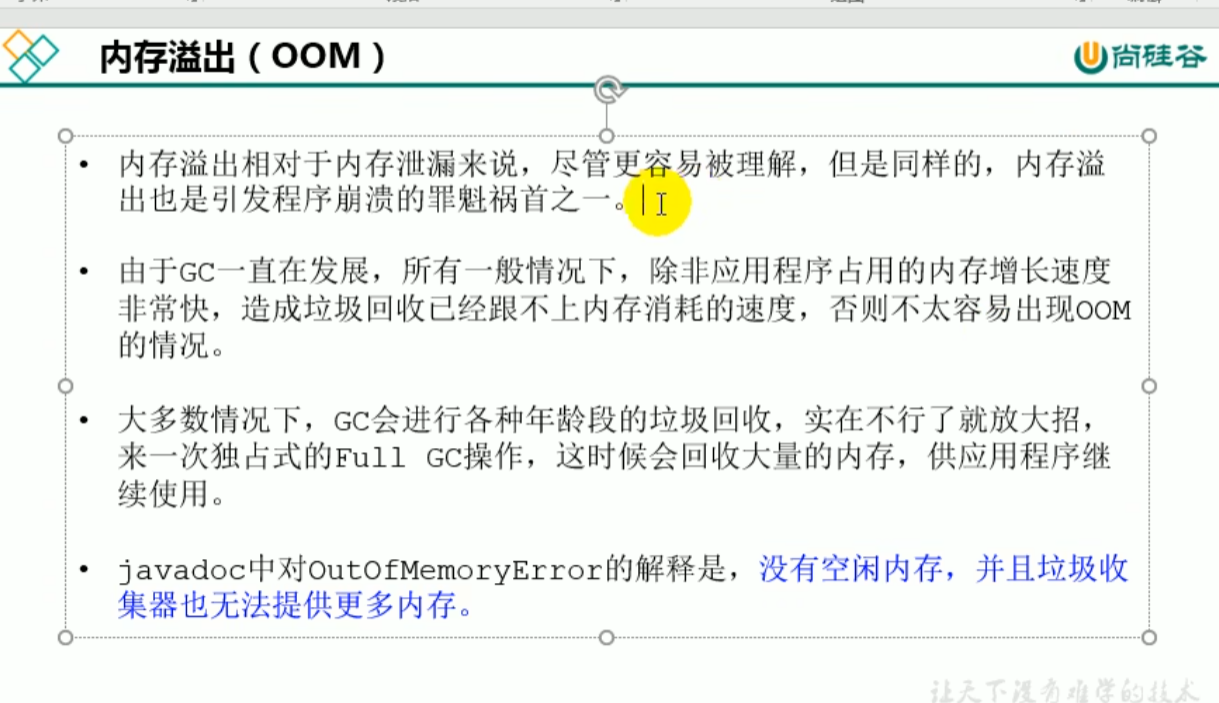 内存溢出（OOM）
尚硅谷
• 内存溢出相对于内存泄漏来说，尽管更容易被理解，但是同样的，内存溢
出也是引发程序崩溃的罪魁祸首之一。
• 由于GC一直在发展，所有一般情况下，除非应用程序占用的内存增长速度
非常快，造成垃圾回收已经跟不上内存消耗的速度，否则不太容易出现OOM
的情况。
• 大多数情况下，GC会进行各种年龄段的垃圾回收，实在不行了就放大招，
来一次独占式的Full GC操作，这时候会回收大量的内存，供应用程序继
续使用。
• javadoc中对OutOfMemoryError的解释是，没有空闲内存，并且垃圾收
集器也无法提供更多内存。
让天下没有难学的技术